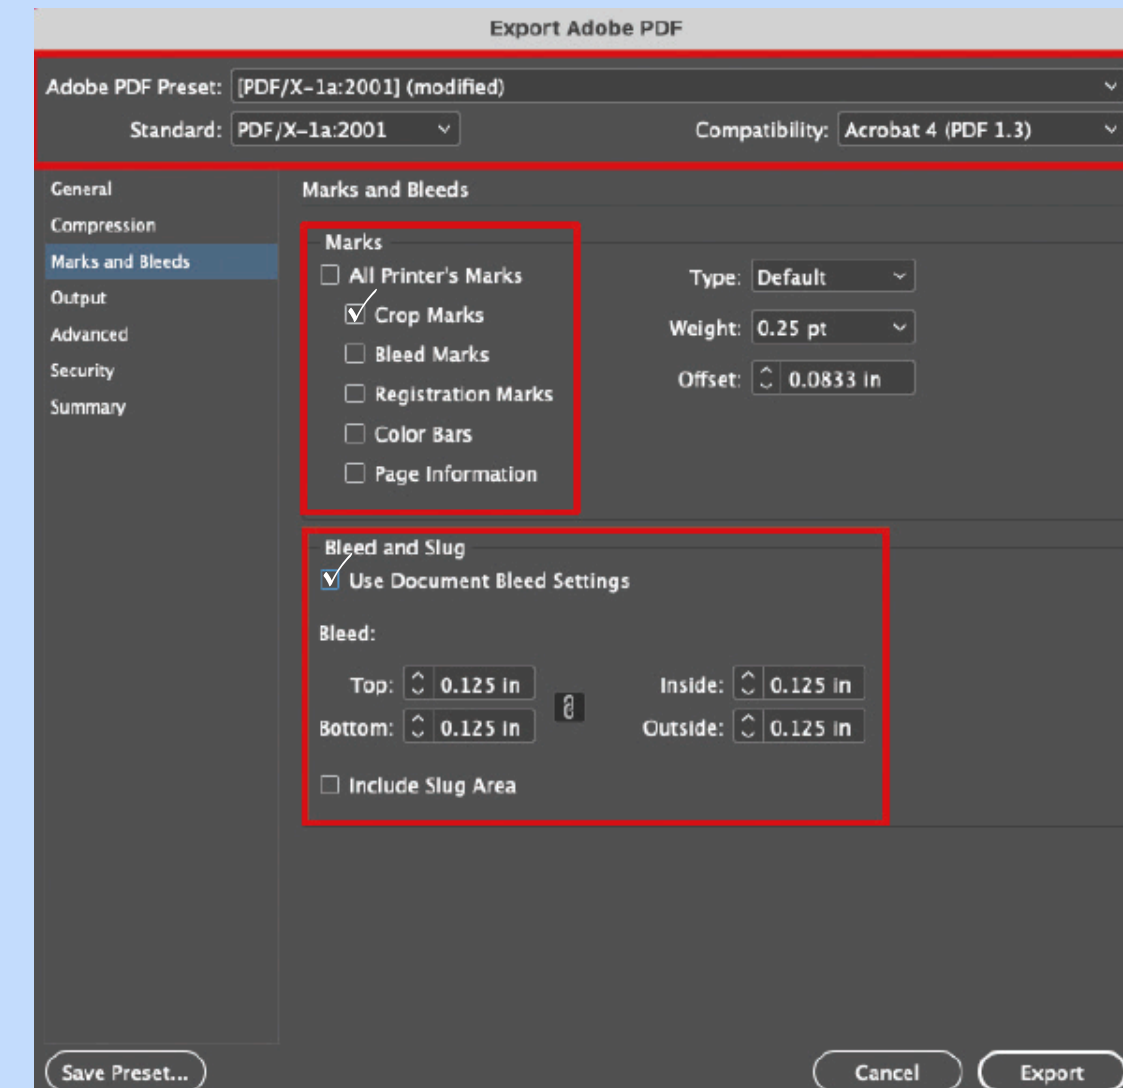 Export Adobe PDF
Adobe PDF Preset: [PDF/X-1a:2001] (modified)
Standard: PDF/X-1a:2001 Compatibility: Acrobat 4 (PDF 1.3)
General
Compression
Marks and Bleeds
Output
Advanced
Security
Summary
Marks and Bleeds
Marks
All Printer's Marks
Crop Marks
Bleed Marks
Registration Marks
Color Bars
Page Information
Type: Default
Weight: 0.25 pt
Offset: 0.0833 in
Bleed and Slug
Use Document Bleed Settings
Bleed:
Top: 0.125 in Inside: 0.125 in
Bottom: 0.125 in Outside: 0.125 in
Include Slug Area
Save Preset... Cancel Export